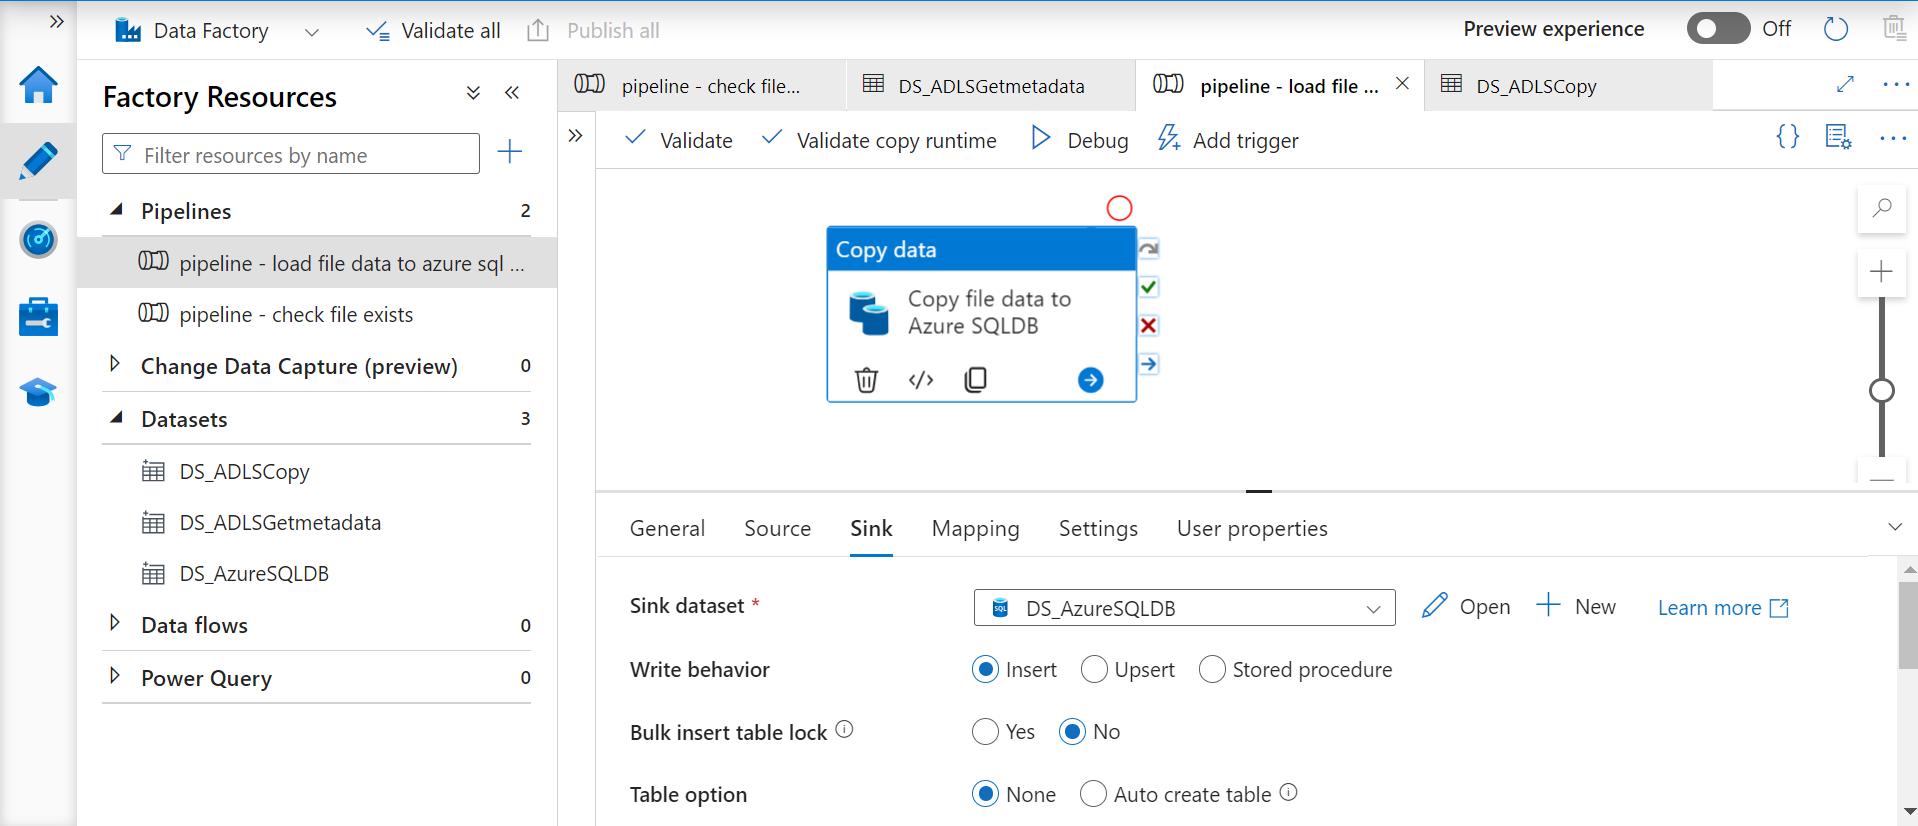 Data Factory
Validate all
Publish all
Preview experience
Off
Factory Resources
Filter resources by name
Pipelines 2
pipeline - load file data to azure sql ...
pipeline - check file exists
Change Data Capture (preview) 0
Datasets 3
DS_ADLSCopy
DS_ADLSGetmetadata
DS_AzureSQLDB
Data flows 0
Power Query 0
pipeline - check file...
DS_ADLSGetmetadata
pipeline - load file ...
DS_ADLSCopy
Validate
Validate copy runtime
Debug
Add trigger
Copy data
Copy file data to
Azure SQLDB
General Source Sink Mapping Settings User properties
Sink dataset * SQL DS_AzureSQLDB Open New Learn more
Write behavior Insert Upsert Stored procedure
Bulk insert table lock Yes No
Table option None Auto create table